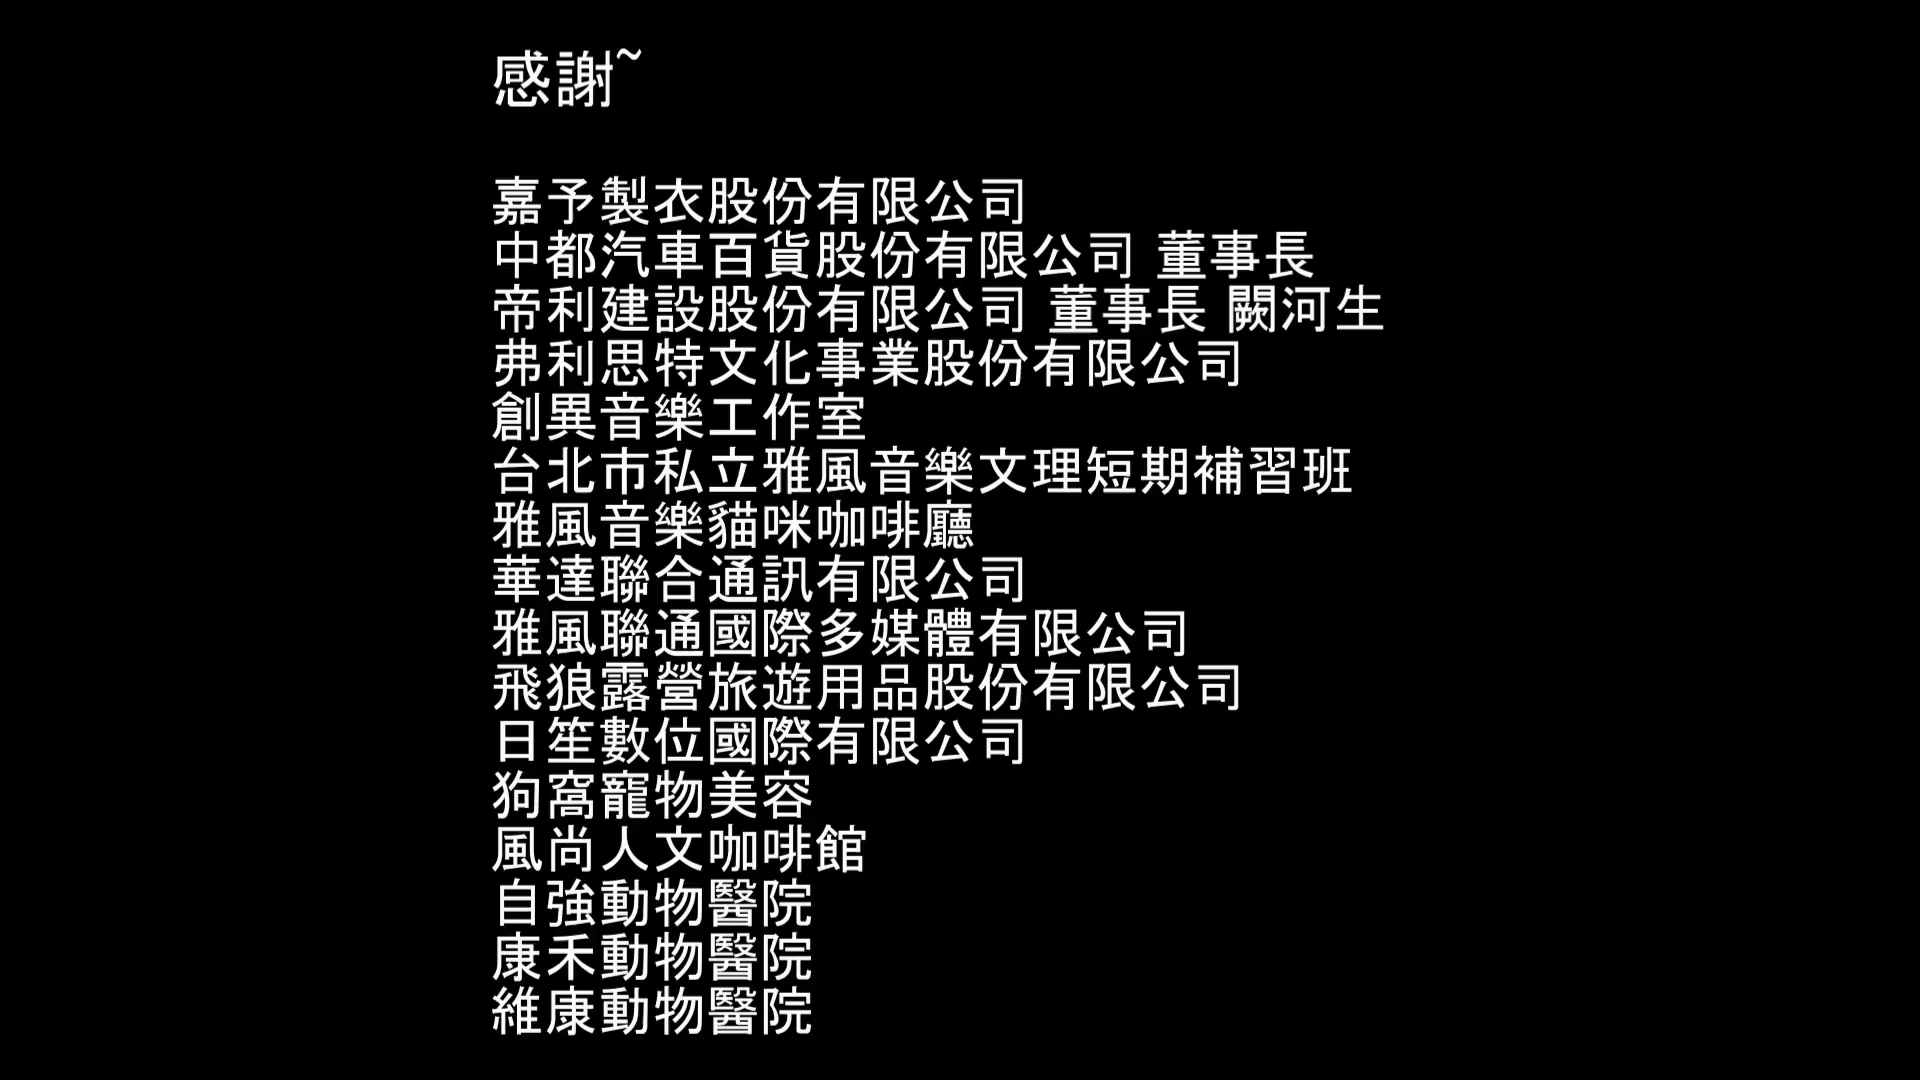 感謝~
嘉予製衣股份有限公司
中都汽車百貨股份有限公司 董事長
帝利建設股份有限公司 董事長 闕河生
弗利思特文化事業股份有限公司
創異音樂工作室
台北市私立雅風音樂文理短期補習班
雅風音樂貓咪咖啡廳
華達聯合通訊有限公司
雅風聯通國際多媒體有限公司
飛狼露營旅遊用品股份有限公司
日笙數位國際有限公司
狗窩寵物美容
風尚人文咖啡館
自強動物醫院
康禾動物醫院
維康動物醫院